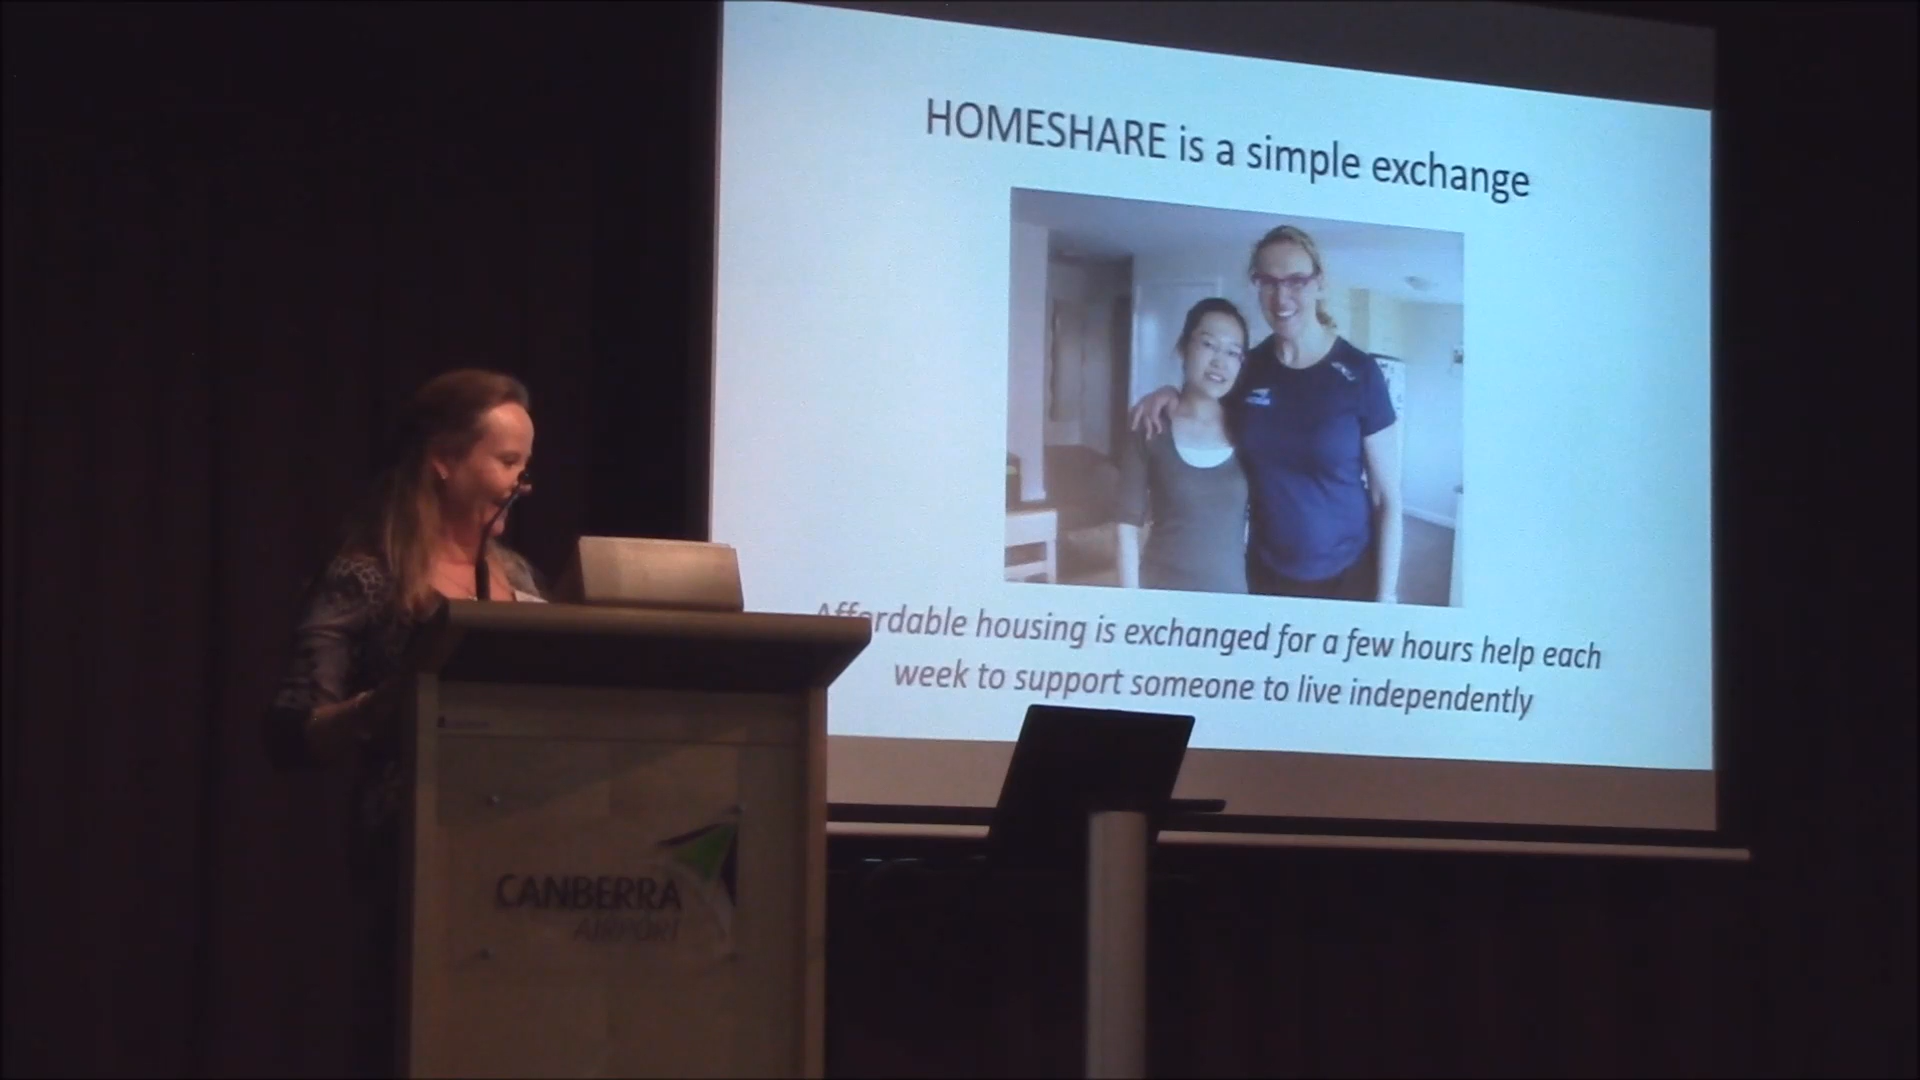 HOMESHARE is a simple exchange
Affordable housing is exchanged for a few hours help each
week to support someone to live independently
CANBERRA
AIRPORT